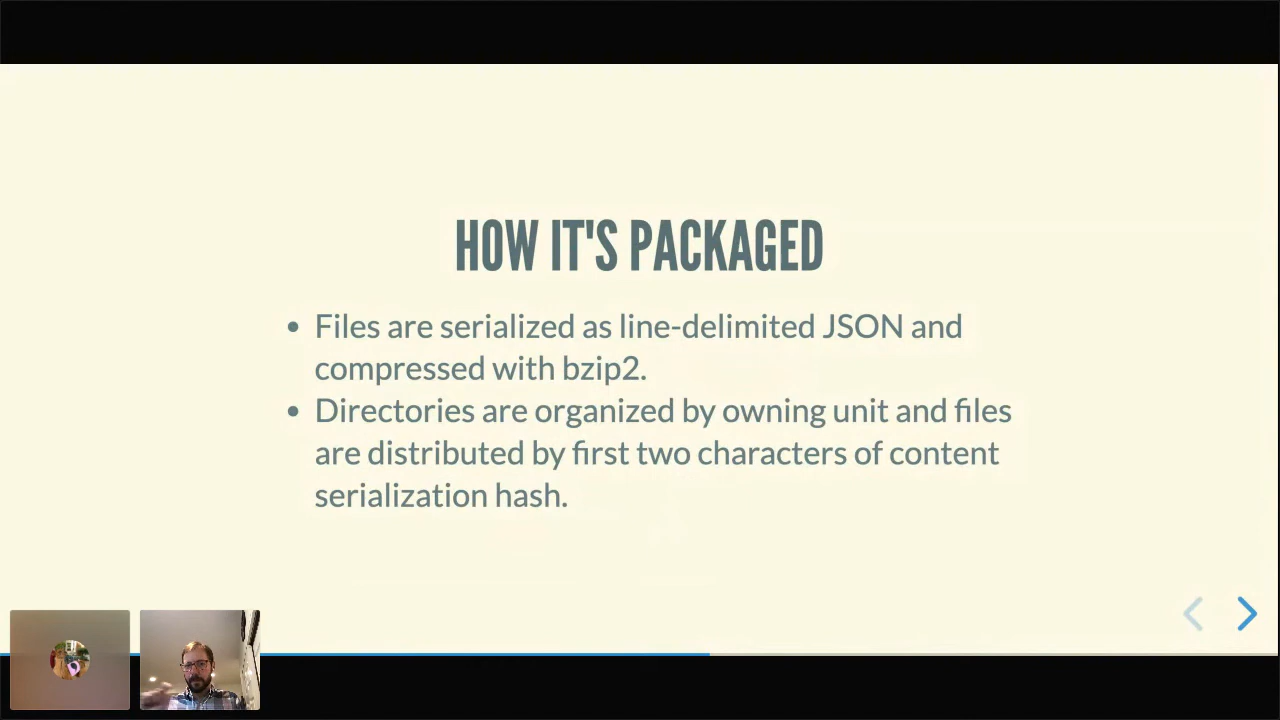 HOW IT'S PACKAGED
Files are serialized as line-delimited JSON and
compressed with bzip2.
Directories are organized by owning unit and files
are distributed by first two characters of content
serialization hash.